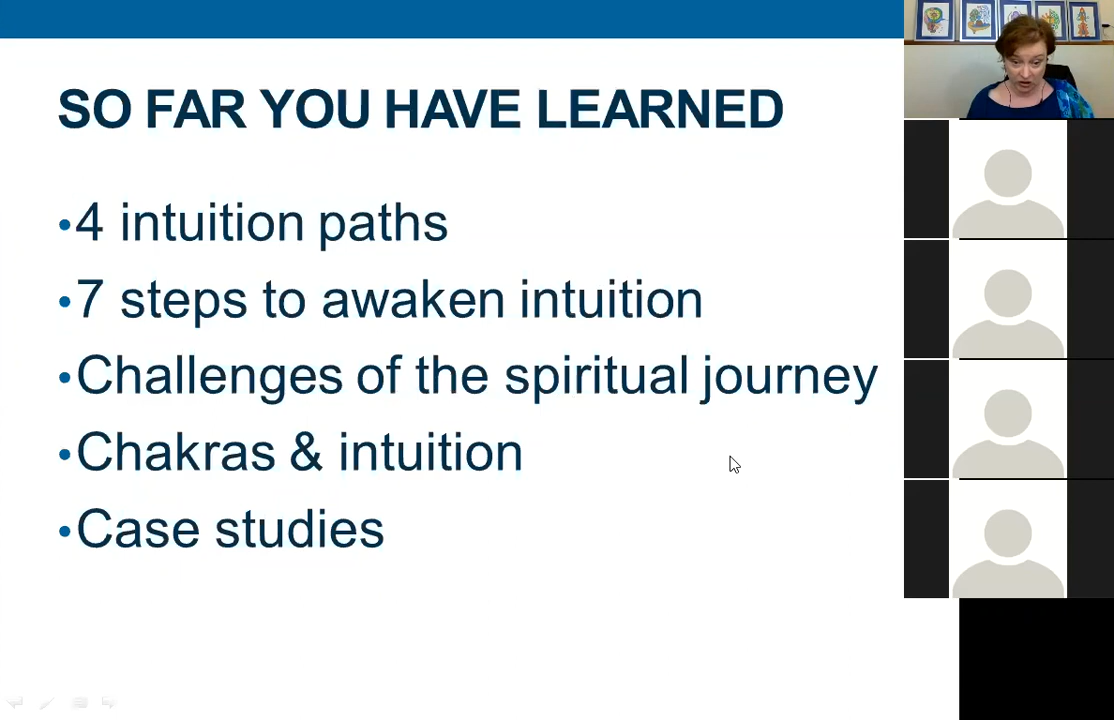 SO FAR YOU HAVE LEARNED
•4 intuition paths
•7 steps to awaken intuition
•Challenges of the spiritual journey
•Chakras & intuition
•Case studies